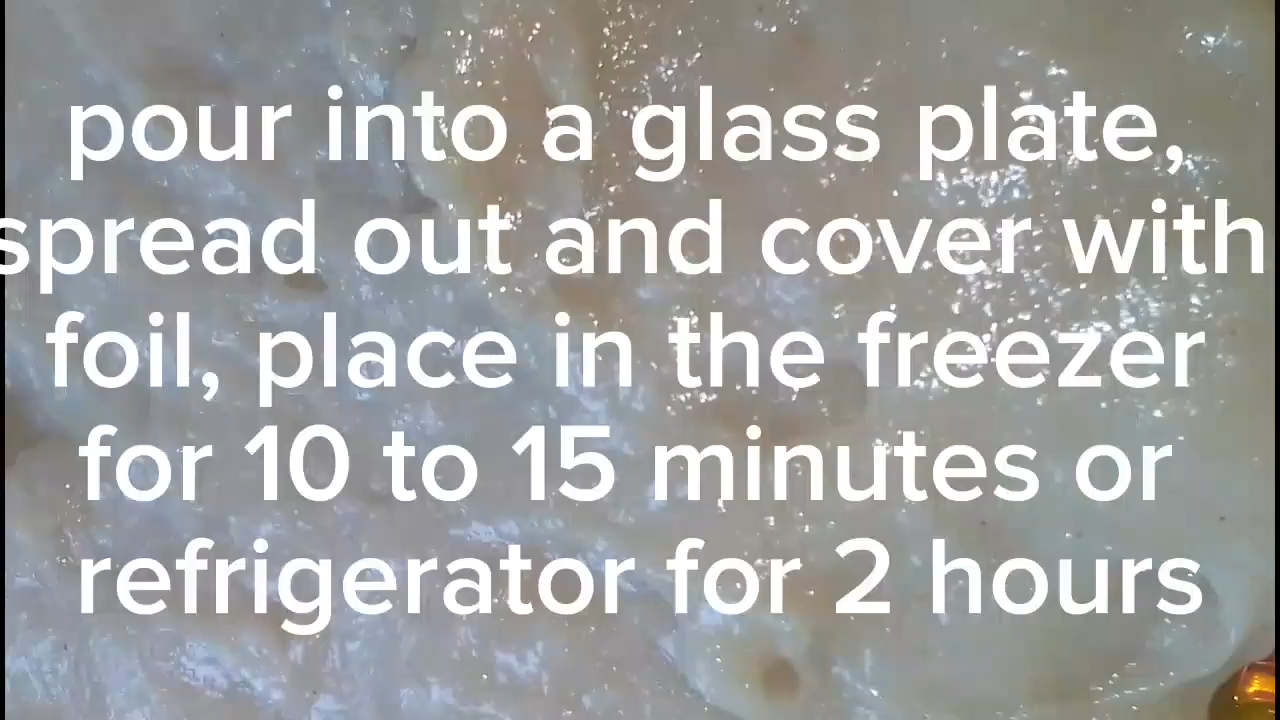 pour into a glass plate,
spread out and cover with
foil, place in the freezer
for 10 to 15 minutes or
refrigerator for 2 hours